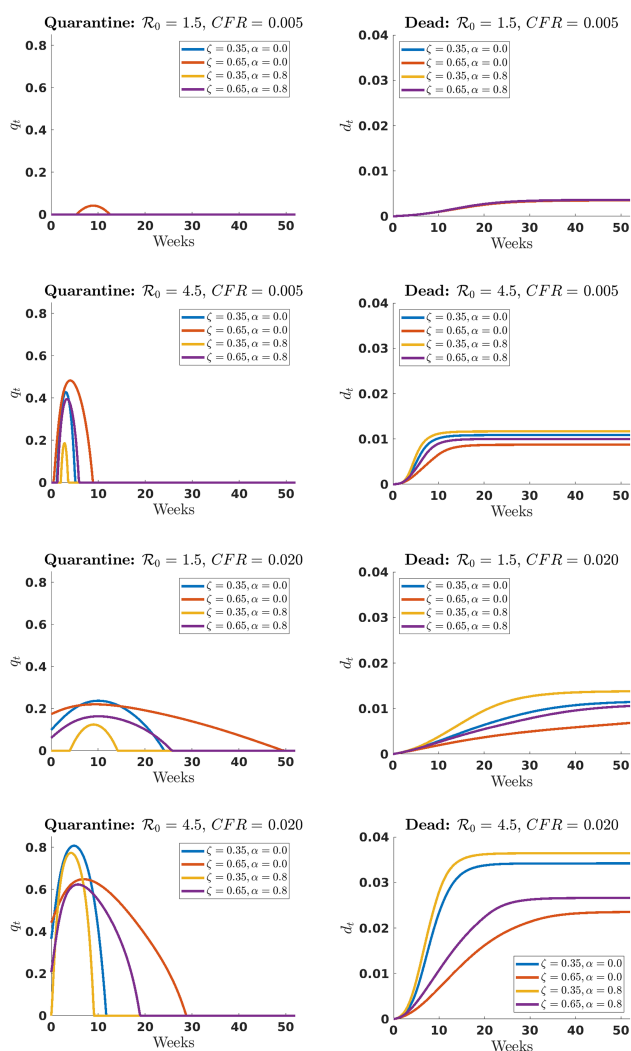 Quarantine: R₀ = 1.5, CFR = 0.005
0.8
0.6
0.4
0.2
0
qₜ
ζ = 0.35, α = 0.0
ζ = 0.65, α = 0.0
ζ = 0.35, α = 0.8
ζ = 0.65, α = 0.8
0 10 20 30 40 50
Weeks
Dead: R₀ = 1.5, CFR = 0.005
0.04
0.03
0.02
0.01
0
dₜ
ζ = 0.35, α = 0.0
ζ = 0.65, α = 0.0
ζ = 0.35, α = 0.8
ζ = 0.65, α = 0.8
0 10 20 30 40 50
Weeks
Quarantine: R₀ = 4.5, CFR = 0.005
0.8
0.6
0.4
0.2
0
qₜ
ζ = 0.35, α = 0.0
ζ = 0.65, α = 0.0
ζ = 0.35, α = 0.8
ζ = 0.65, α = 0.8
0 10 20 30 40 50
Weeks
Dead: R₀ = 4.5, CFR = 0.005
0.04
0.03
0.02
0.01
0
dₜ
ζ = 0.35, α = 0.0
ζ = 0.65, α = 0.0
ζ = 0.35, α = 0.8
ζ = 0.65, α = 0.8
0 10 20 30 40 50
Weeks
Quarantine: R₀ = 1.5, CFR = 0.020
0.8
0.6
0.4
0.2
0
qₜ
ζ = 0.35, α = 0.0
ζ = 0.65, α = 0.0
ζ = 0.35, α = 0.8
ζ = 0.65, α = 0.8
0 10 20 30 40 50
Weeks
Dead: R₀ = 1.5, CFR = 0.020
0.04
0.03
0.02
0.01
0
dₜ
ζ = 0.35, α = 0.0
ζ = 0.65, α = 0.0
ζ = 0.35, α = 0.8
ζ = 0.65, α = 0.8
0 10 20 30 40 50
Weeks
Quarantine: R₀ = 4.5, CFR = 0.020
0.8
0.6
0.4
0.2
0
qₜ
ζ = 0.35, α = 0.0
ζ = 0.65, α = 0.0
ζ = 0.35, α = 0.8
ζ = 0.65, α = 0.8
0 10 20 30 40 50
Weeks
Dead: R₀ = 4.5, CFR = 0.020
0.04
0.03
0.02
0.01
0
dₜ
ζ = 0.35, α = 0.0
ζ = 0.65, α = 0.0
ζ = 0.35, α = 0.8
ζ = 0.65, α = 0.8
0 10 20 30 40 50
Weeks